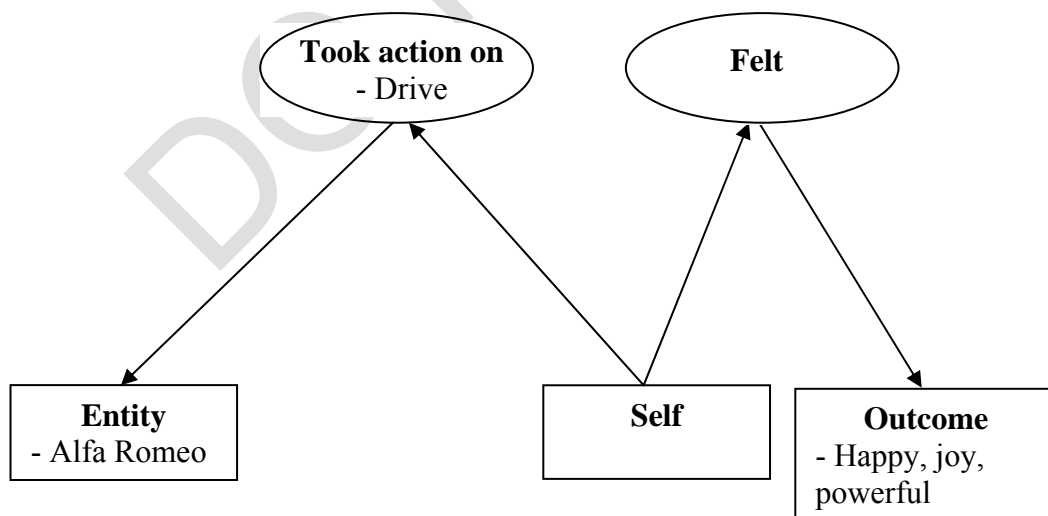 Took action on
- Drive
Felt
Entity
- Alfa Romeo
Self
Outcome
- Happy, joy,
powerful